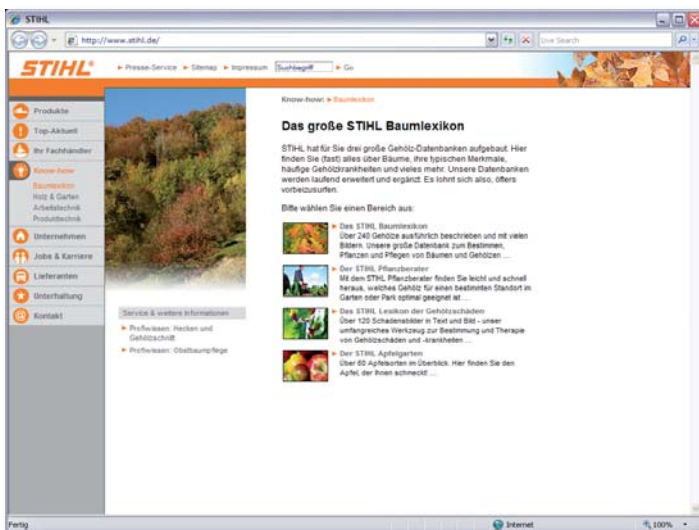 STIHL
http://www.stihl.de/
Live Search
STIHL®
Presse-Service Sitemap Impressum Suchbegriff Go
Know-how: Baumlexikon
Produkte
Top-Aktuell
Ihr Fachhändler
Know-how
Baumlexikon
Holz & Garten
Arbeitstechnik
Produkttechnik
Unternehmen
Jobs & Karriere
Lieferanten
Unterhaltung
Kontakt
Service & weitere Informationen
Profiwissen: Hecken und
Gehölzschnitt
Profiwissen: Obstbaumpflege
Das große STIHL Baumlexikon
STIHL hat für Sie drei große Gehölz-Datenbanken aufgebaut. Hier
finden Sie (fast) alles über Bäume, ihre typischen Merkmale,
häufige Gehölzkrankheiten und vieles mehr. Unsere Datenbanken
werden laufend erweitert und ergänzt. Es lohnt sich also, öfters
vorbeizusurfen.
Bitte wählen Sie einen Bereich aus:
Das STIHL Baumlexikon
Über 240 Gehölze ausführlich beschrieben und mit vielen
Bildern. Unsere große Datenbank zum Bestimmen,
Pflanzen und Pflegen von Bäumen und Gehölzen ...
Der STIHL Pflanzberater
Mit dem STIHL Pflanzberater finden Sie leicht und schnell
heraus, welches Gehölz für einen bestimmten Standort im
Garten oder Park optimal geeignet ist ...
Das STIHL Lexikon der Gehölzschäden
Über 120 Schadensbilder in Text und Bild - unser
umfangreiches Werkzeug zur Bestimmung und Therapie
von Gehölzschäden und -krankheiten ...
Der STIHL Apfelgarten
Über 60 Apfelsorten im Überblick. Hier finden Sie den
Apfel, der Ihnen schmeckt! ...
Fertig
Internet
100%